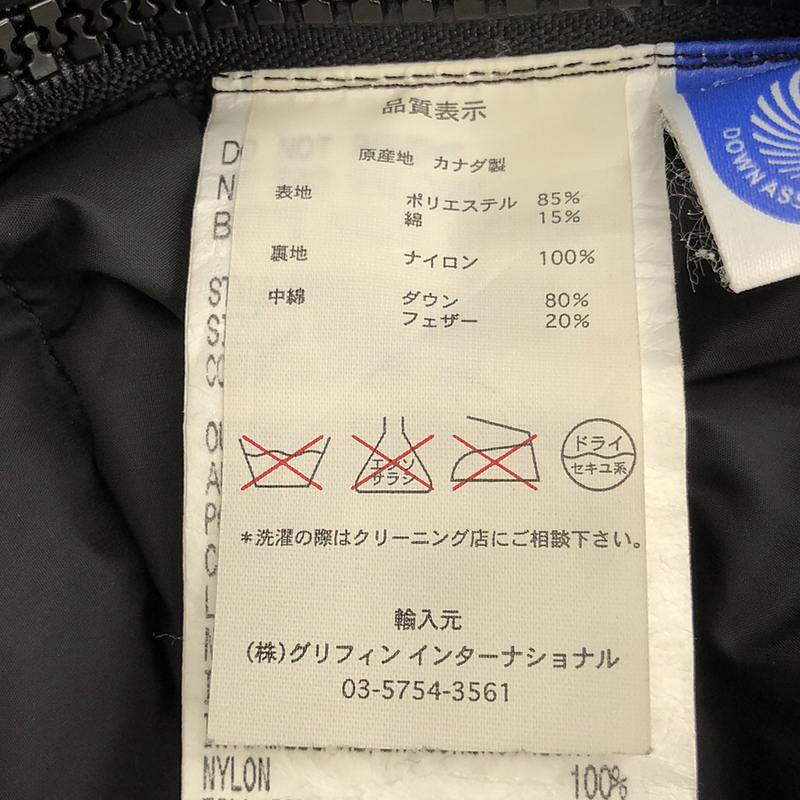 品質表示
原産地 カナダ製
表地 ポリエステル 85%
綿 15%
裏地 ナイロン 100%
中綿 ダウン 80%
フェザー 20%
エンソ
サラシ
ドライ
セキユ系
*洗濯の際はクリーニング店にご相談下さい。
輸入元
(株)グリフィン インターナショナル
03-5754-3561
NYLON 100%
DOWN ASS